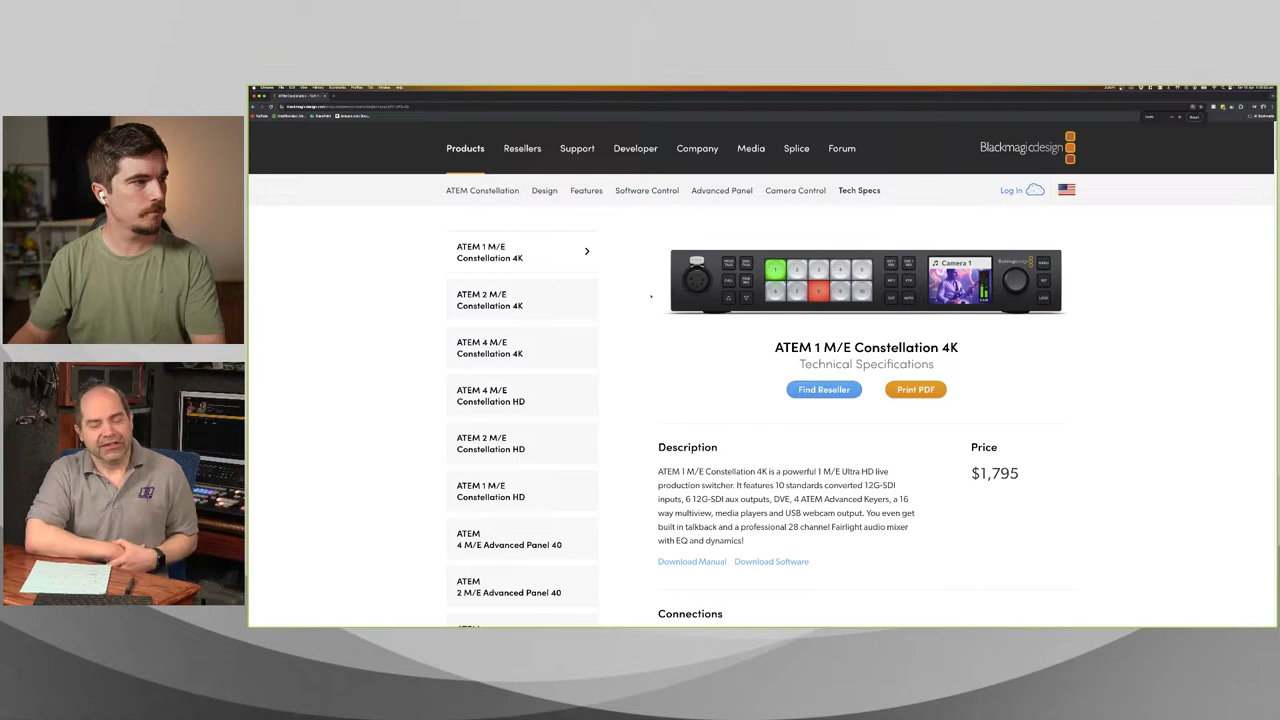 Products
Resellers
Support
Developer
Company
Media
Splice
Forum
Blackmagicdesign
ATEM Constellation
Design
Features
Software Control
Advanced Panel
Camera Control
Tech Specs
Log In
ATEM 1 M/E
Constellation 4K
ATEM 2 M/E
Constellation 4K
ATEM 4 M/E
Constellation 4K
ATEM 4 M/E
Constellation HD
ATEM 2 M/E
Constellation HD
ATEM 1 M/E
Constellation HD
ATEM
4 M/E Advanced Panel 40
ATEM
2 M/E Advanced Panel 40
Camera 1
ATEM 1 M/E Constellation 4K
Technical Specifications
Find Reseller
Print PDF
Description
ATEM 1 M/E Constellation 4K is a powerful 1 M/E Ultra HD live
production switcher. It features 10 standards converted 12G-SDI
inputs, 6 12G-SDI aux outputs, DVE, 4 ATEM Advanced Keyers, a 16
way multiview, media players and USB webcam output. You even get
built in talkback and a professional 28 channel Fairlight audio mixer
with EQ and dynamics!
Download Manual
Download Software
Price
$1,795
Connections